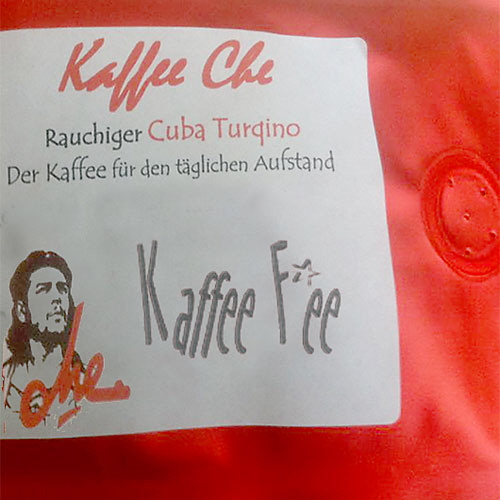 Kaffee Che
Rauchiger Cuba Turqino
Der Kaffee für den täglichen Aufstand
Kaffee Fee
che